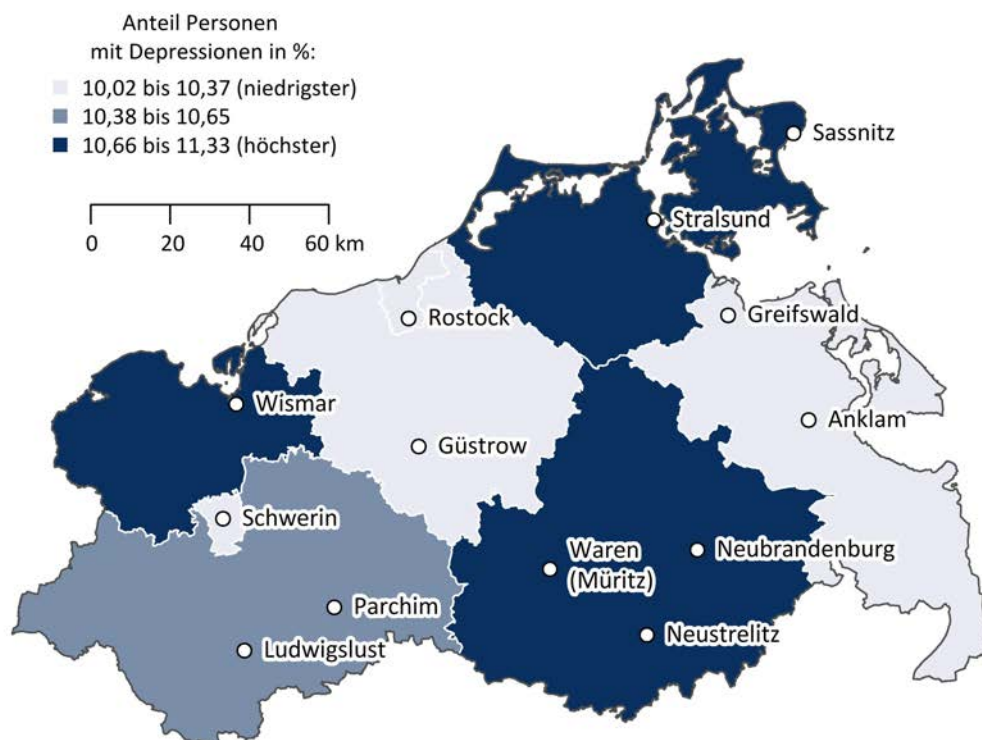 Anteil Personen
mit Depressionen in %:
10,02 bis 10,37 (niedrigster)
10,38 bis 10,65
10,66 bis 11,33 (höchster)
0 20 40 60 km
Sassnitz
Stralsund
Greifswald
Rostock
Wismar
Anklam
Güstrow
Schwerin
Waren
(Müritz)
Neubrandenburg
Parchim
Neustrelitz
Ludwigslust